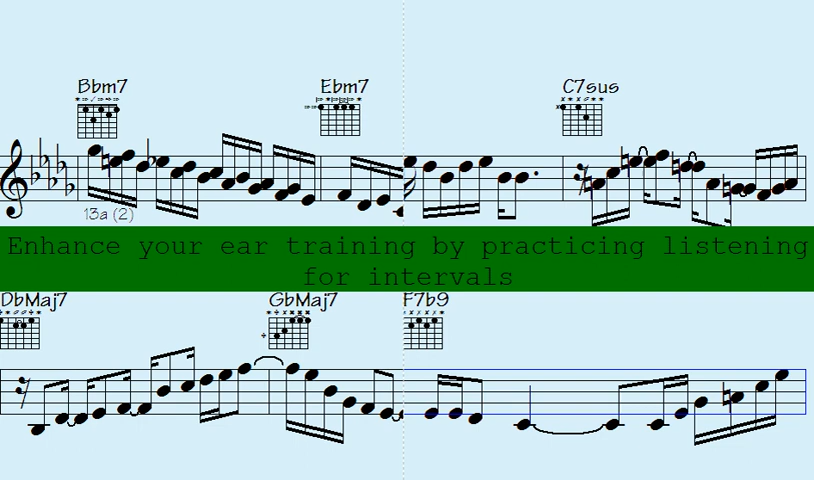 Bbm7 Ebm7 C7sus
13a (2)
Enhance your ear training by practicing listening
for intervals
DbMaj7 GbMaj7 F7b9